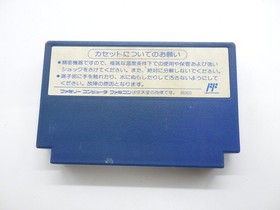 カセットについてのお願い
●精密機器ですので、極端な温度条件下での使用や保管および強い
ショックをさけてください。また、絶対に分解しないでください。
●端子部に手を触れたり、水にぬらしたりして汚さないようにして
ください。故障の原因となります。
ファミリーコンピュータ・ファミコンは任天堂の商標です。